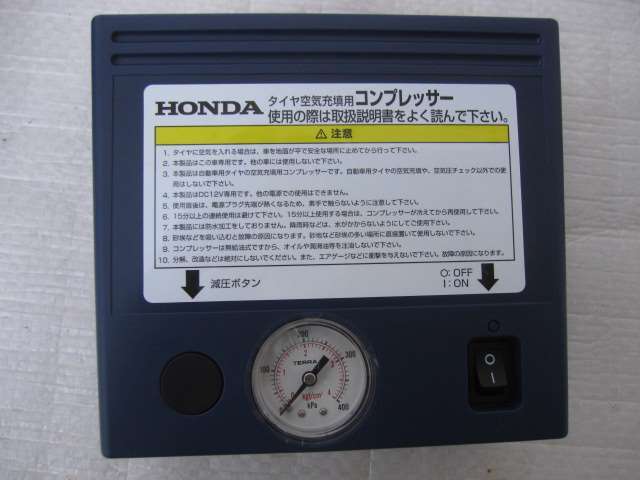 HONDA タイヤ空気充填用コンプレッサー
使用の際は取扱説明書をよく読んで下さい。
⚠ 注意
1. タイヤに空気を入れる場合は、車を地面が平で安全な場所に止めてから行って下さい。
2. 本製品はこの車専用です。他の車には使用しないで下さい。
3. 本製品は自動車用タイヤの空気充填用コンプレッサーです。自動車用タイヤの空気充填や、空気圧チェック以外での使
用はしないで下さい。
4. 本製品はDC12V専用です。他の電源での使用はできません。
5. 使用直後は、電源プラグ先端が熱くなるため、素手で触らないように注意して下さい。
6. 15分以上の連続使用は避けて下さい。15分以上使用する場合は、コンプレッサーが冷えてから再使用して下さい。
7. 本製品には防水加工をしておりません。降雨時などは、水がかからないようにしてご使用下さい。
8. 砂埃などを吸い込むと故障の原因になります。砂地など砂埃の多い場所に直接置いて使用しないで下さい。
9. コンプレッサーは無給油式ですから、オイルや潤滑油等を注油しないで下さい。
10. 分解、改造などは絶対にしないでください。また、エアゲージなどに衝撃を与えないで下さい。故障の原因になります。
減圧ボタン
O: OFF
I: ON
100
200
300
400
0
1
2
3
4
TERRA
kgf/cm²
kPa
O
I